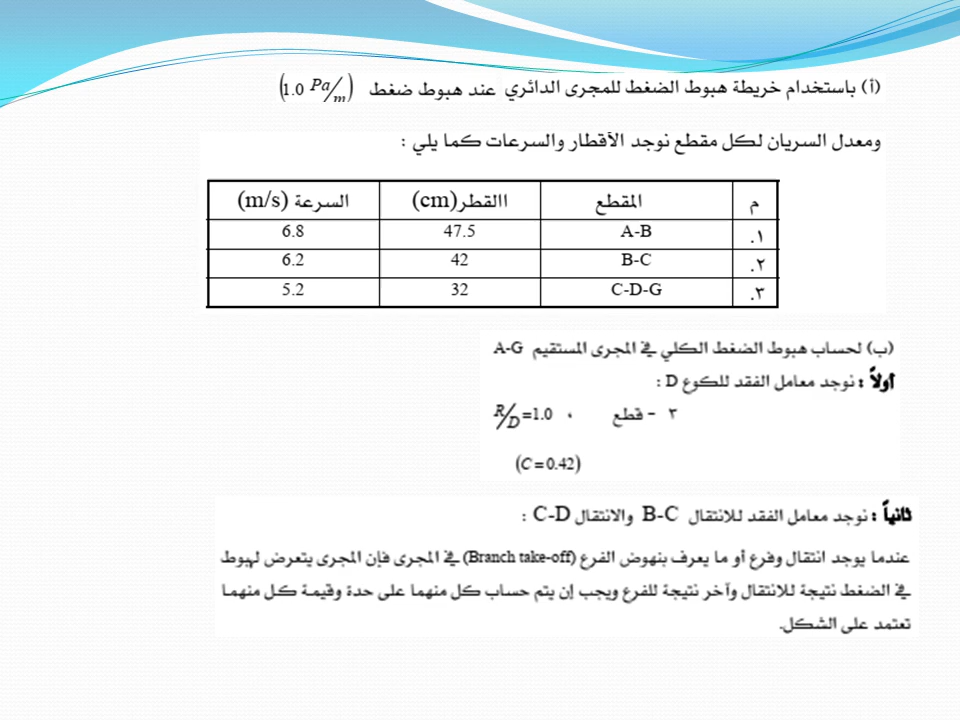 (أ) باستخدام خريطة هبوط الضغط للمجرى الدائري عند هبوط ضغط (1.0 Pa/m)
ومعدل السريان لكل مقطع نوجد الأقطار والسرعات كما يلي :
م المقطع االقطر(cm) السرعة (m/s)
١. A-B 47.5 6.8
٢. B-C 42 6.2
٣. C-D-G 32 5.2
(ب) لحساب هبوط الضغط الكلي في المجرى المستقيم A-G
أولاً : نوجد معامل الفقد للكوع D :
٣ - قطع ، R/D=1.0
(C=0.42)
ثانياً : نوجد معامل الفقد للانتقال B-C والانتقال C-D :
عندما يوجد انتقال وفرع أو ما يعرف بنهوض الفرع (Branch take-off) في المجرى فإن المجرى يتعرض لهبوط
في الضغط نتيجة للانتقال وآخر نتيجة للفرع ويجب إن يتم حساب كل منهما على حدة وقيمة كل منهما
تعتمد على الشكل.